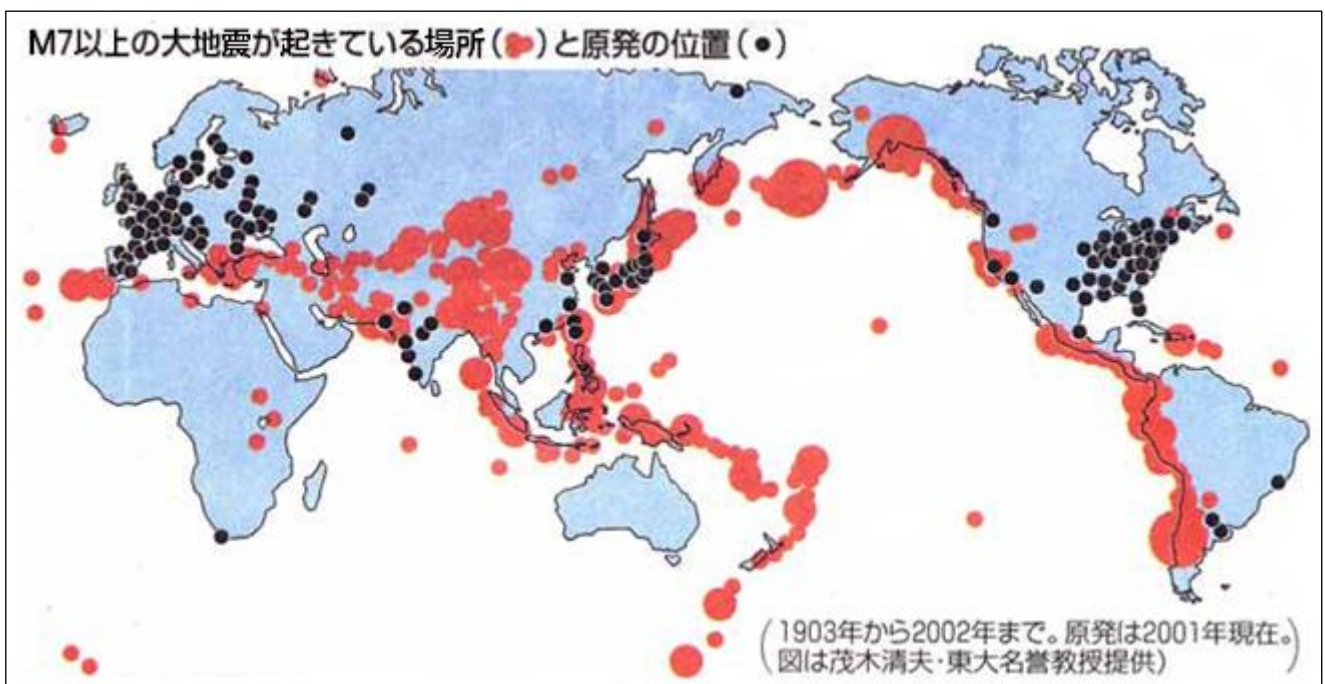 M7以上の大地震が起きている場所(●)と原発の位置(●)
(1903年から2002年まで。原発は2001年現在。
図は茂木清夫・東大名誉教授提供)